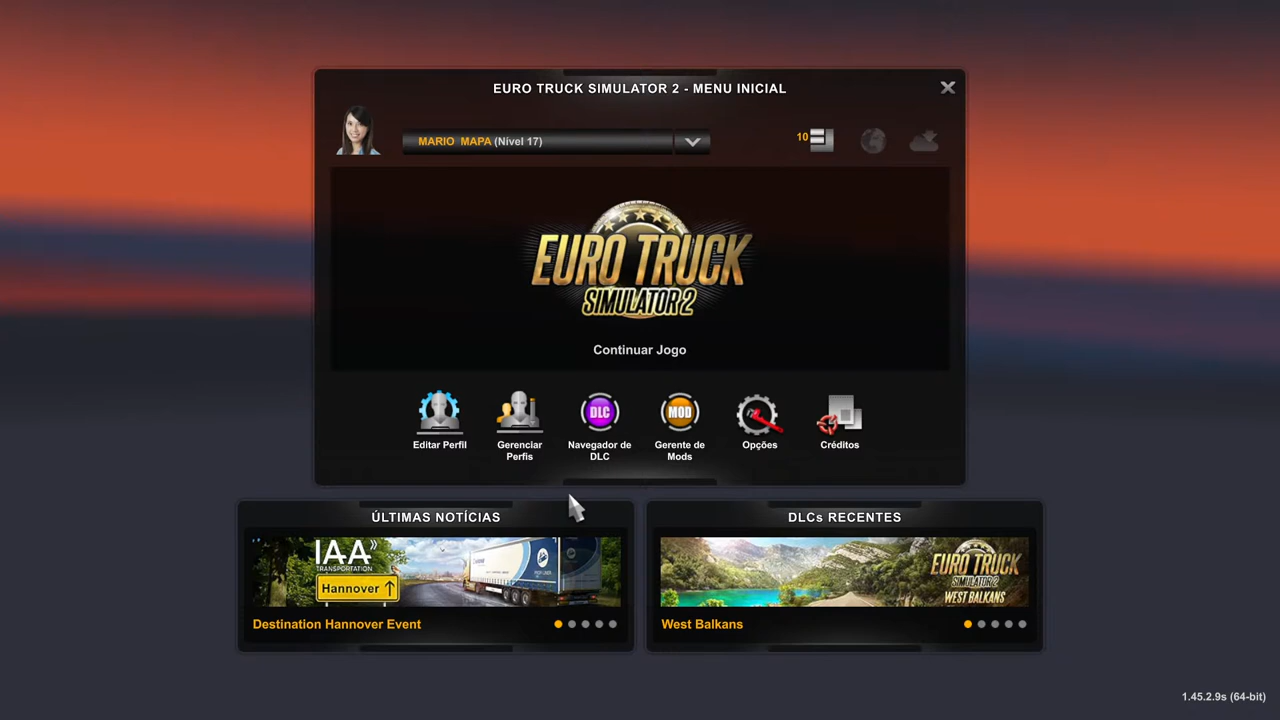 EURO TRUCK SIMULATOR 2 - MENU INICIAL
MARIO MAPA (Nível 17)
10
EURO TRUCK
SIMULATOR 2
Continuar Jogo
Editar Perfil
Gerenciar
Perfis
DLC
Navegador de
DLC
MOD
Gerente de
Mods
Opções
Créditos
ÚLTIMAS NOTÍCIAS
IAA
TRANSPORTATION
Hannover
Destination Hannover Event
DLCs RECENTES
EURO TRUCK
SIMULATOR 2
WEST BALKANS
West Balkans
1.45.2.9s (64-bit)